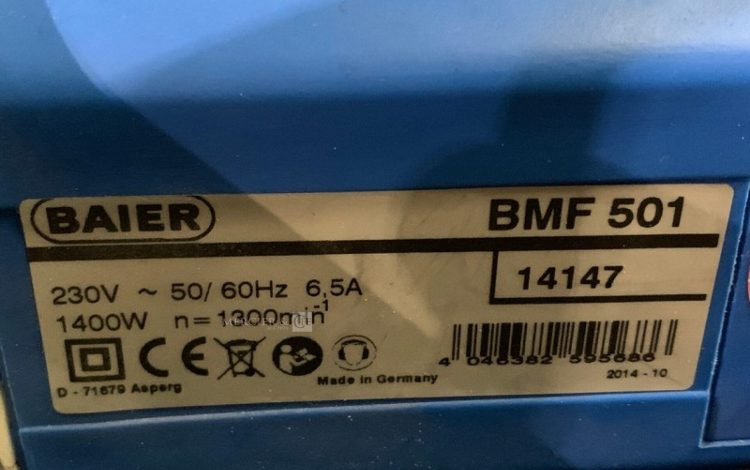 BAIER
BMF 501
14147
230V ~ 50/ 60Hz 6,5A
1400W n= 1300min⁻¹
CE
D - 71679 Asperg
Made in Germany
4 046382 595686
2014 - 10